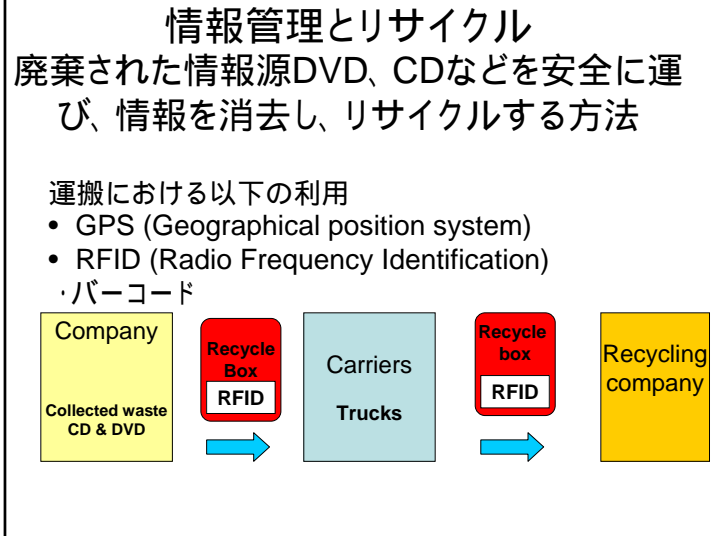 情報管理とリサイクル
廃棄された情報源DVD、CDなどを安全に運
び、情報を消去し、リサイクルする方法
運搬における以下の利用
• GPS (Geographical position system)
• RFID (Radio Frequency Identification)
・バーコード
Company
Collected waste
CD & DVD
Recycle
Box
RFID
Carriers
Trucks
Recycle
box
RFID
Recycling
company